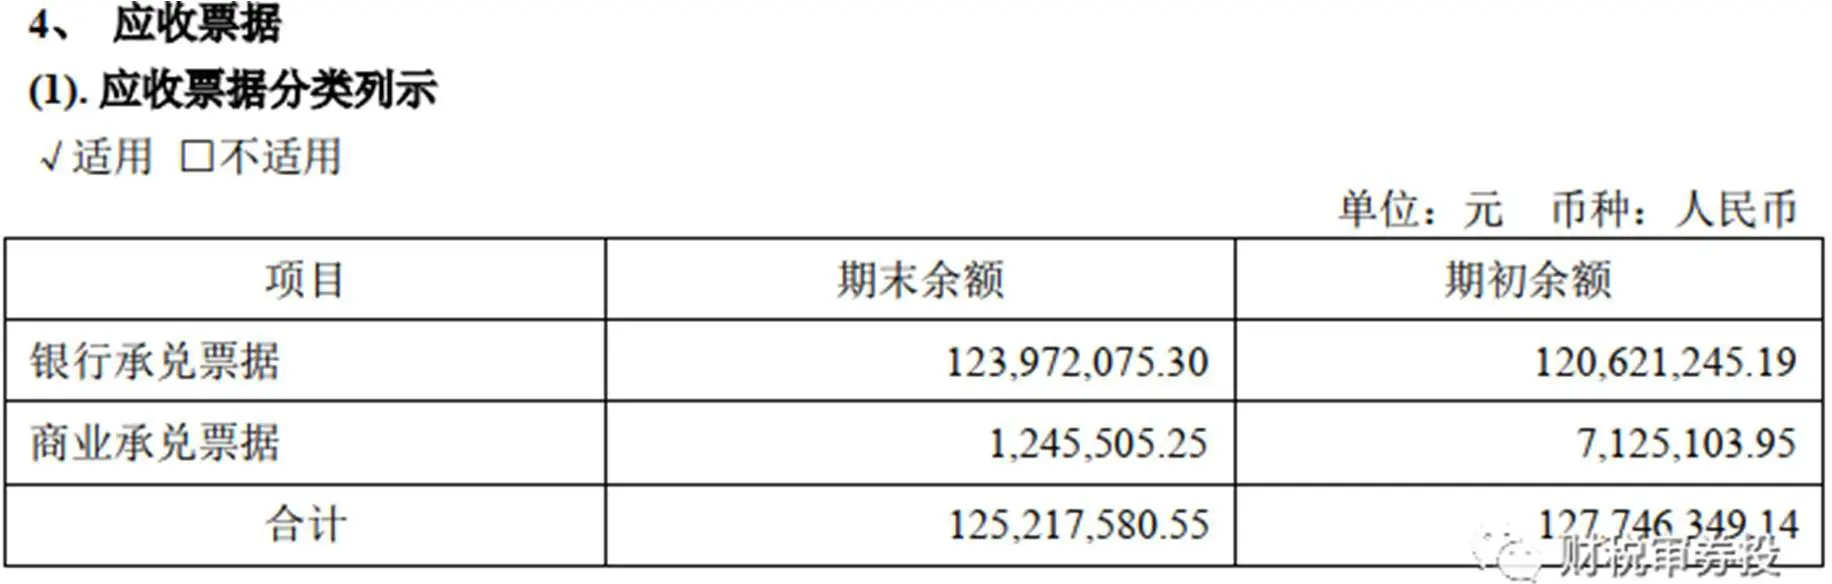 4、 应收票据
(1). 应收票据分类列示
√适用 □不适用
单位：元 币种：人民币
项目 期末余额 期初余额
银行承兑票据 123,972,075.30 120,621,245.19
商业承兑票据 1,245,505.25 7,125,103.95
合计 125,217,580.55 127,746,349.14
财税审券投